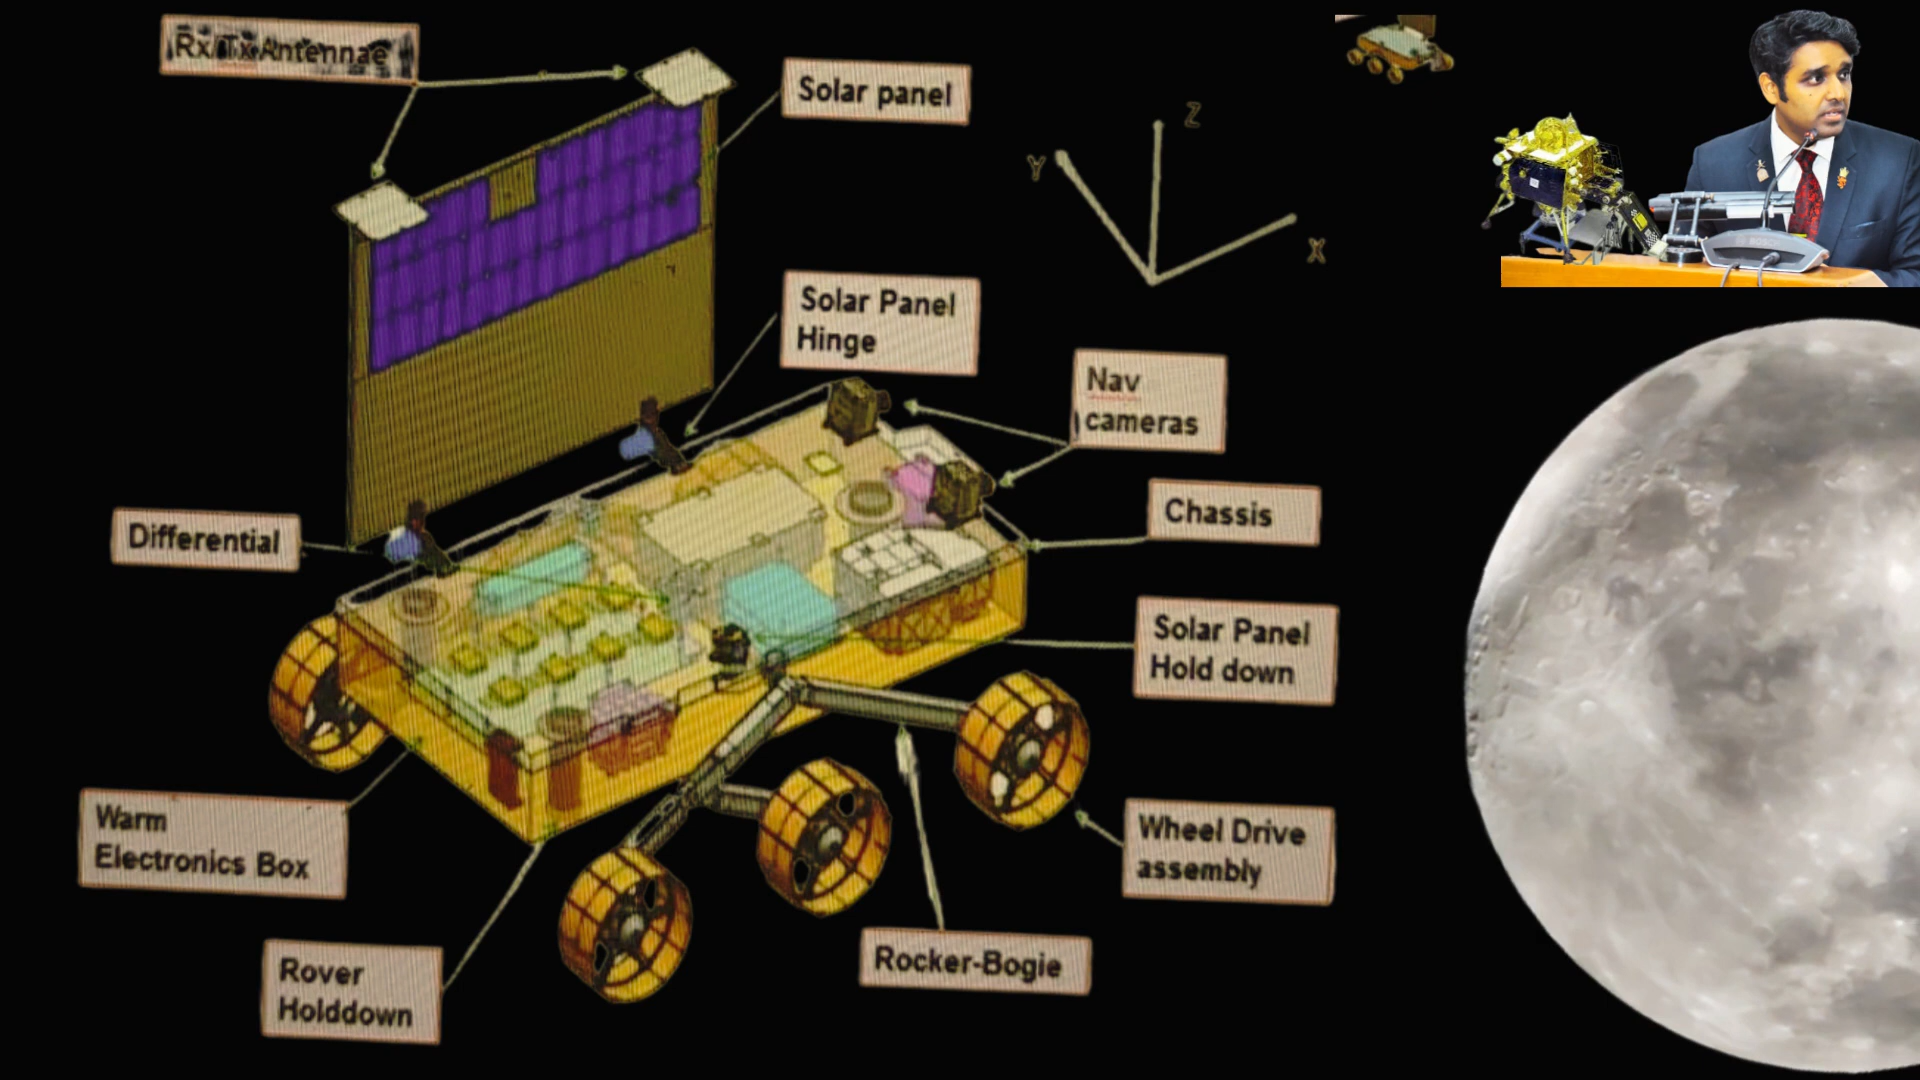 Rx/Tx Antennae
Solar panel
Z
Y
X
Solar Panel
Hinge
Nav
cameras
Chassis
Differential
Solar Panel
Hold down
Warm
Electronics Box
Wheel Drive
assembly
Rocker-Bogie
Rover
Holddown
BOSCH